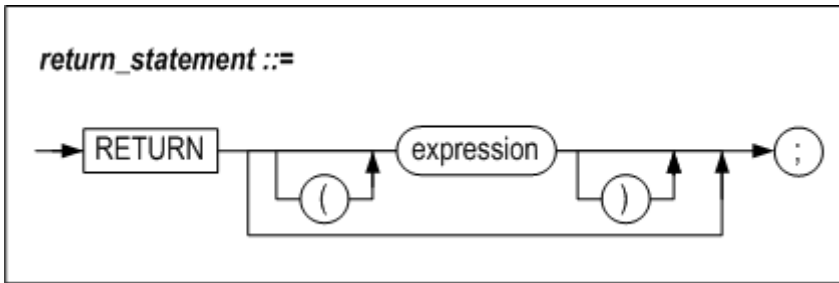 return_statement ::=
RETURN ( expression ) ;